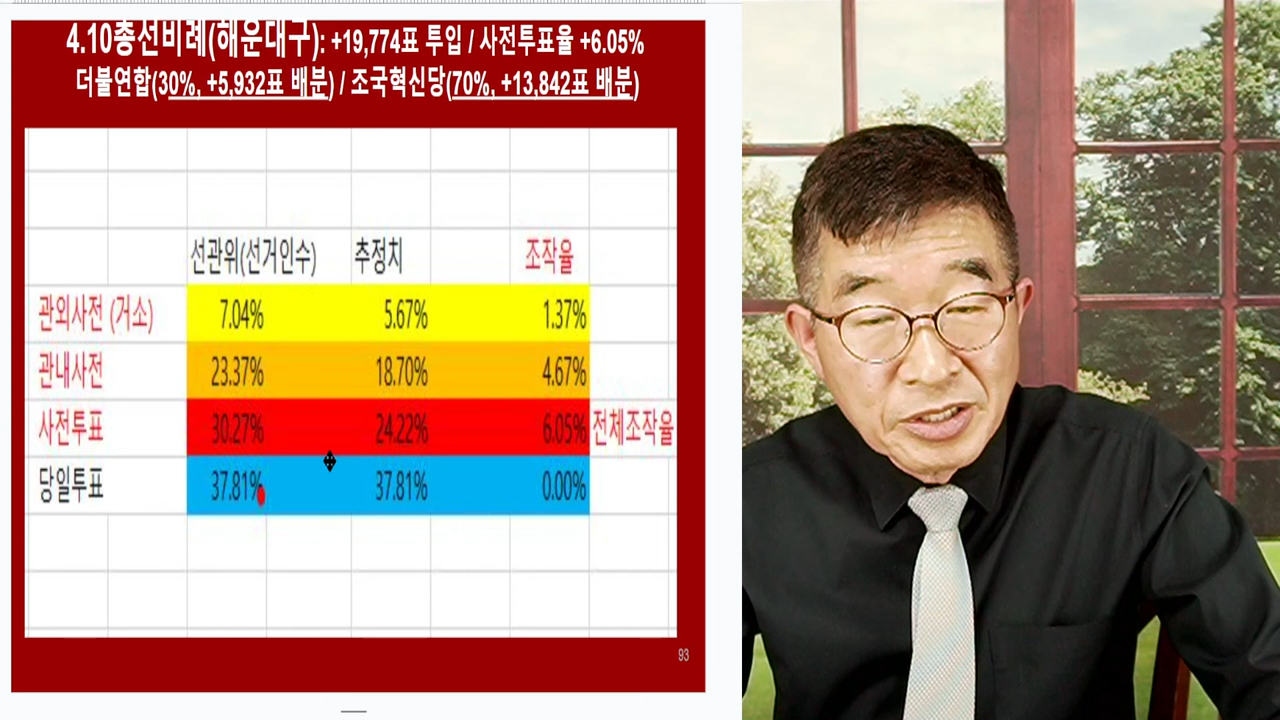 4.10총선비례(해운대구): +19,774표 투입 / 사전투표율 +6.05%
더불연합(30%, +5,932표 배분) / 조국혁신당(70%, +13,842표 배분)
선관위(선거인수) 추정치 조작율
관외사전 (거소) 7.04% 5.67% 1.37%
관내사전 23.37% 18.70% 4.67%
사전투표 30.27% 24.22% 6.05% 전체조작율
당일투표 37.81% 37.81% 0.00%
93